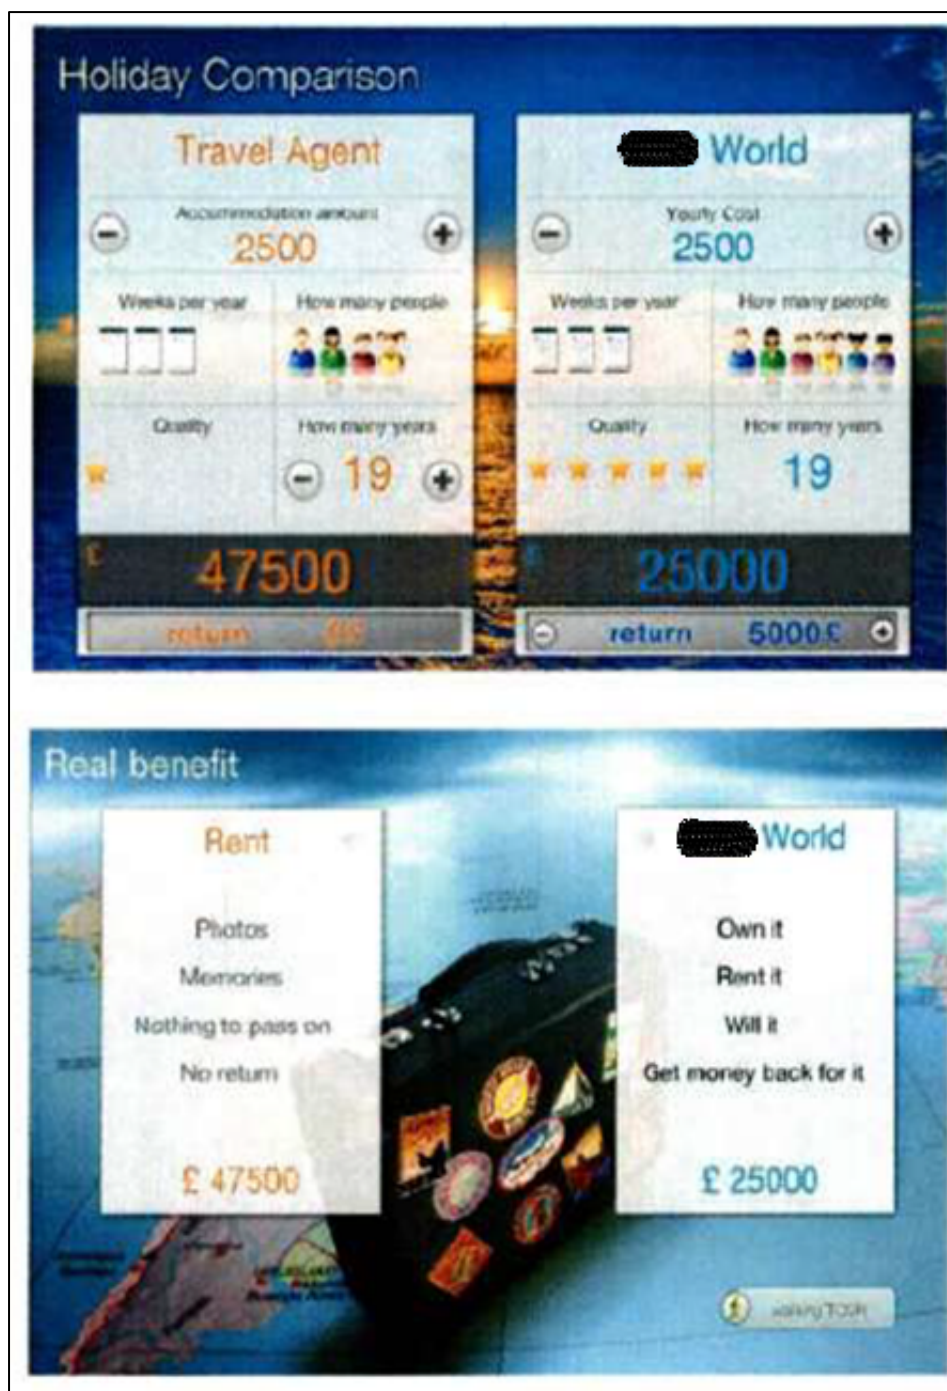 Holiday Comparison
Travel Agent
Accommodation amount
2500
Weeks per year
How many people
Quality
How many years
19
£
47500
return
World
Yearly Cost
2500
Weeks per year
How many people
Quality
How many years
19
£
25000
return 5000£
Real benefit
Rent
Photos
Memories
Nothing to pass on
No return
£ 47500
World
Own it
Rent it
Will it
Get money back for it
£ 25000